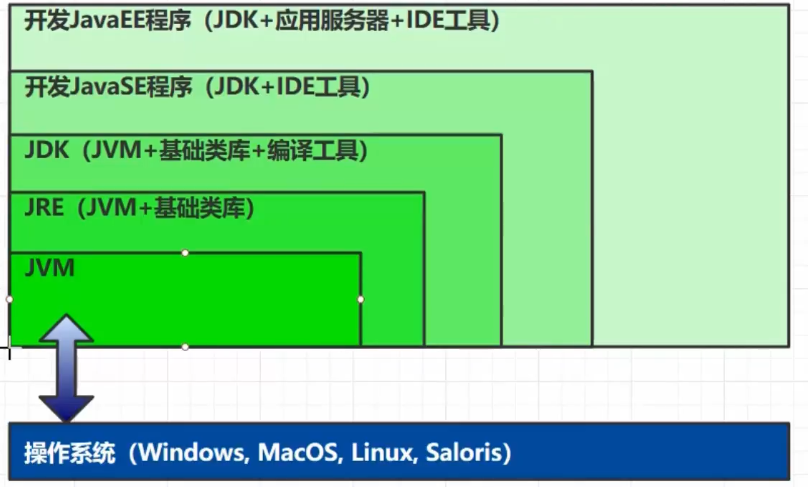 开发JavaEE程序（JDK+应用服务器+IDE工具）
开发JavaSE程序（JDK+IDE工具）
JDK（JVM+基础类库+编译工具）
JRE（JVM+基础类库）
JVM
操作系统（Windows, MacOS, Linux, Saloris）